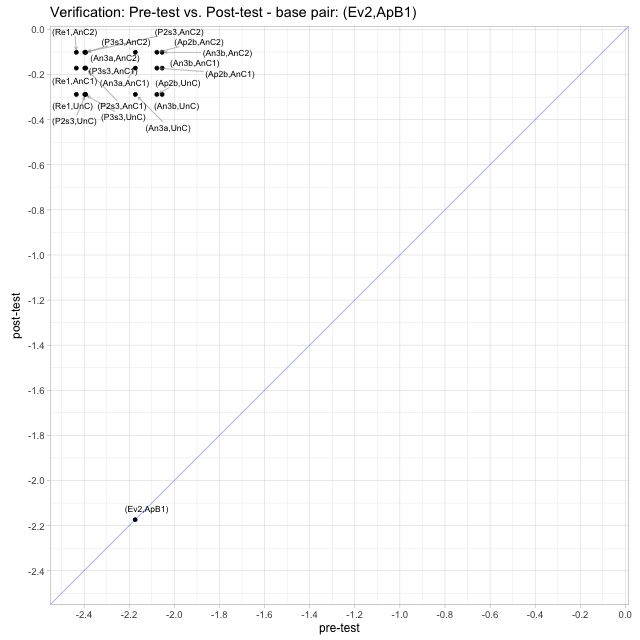 Verification: Pre-test vs. Post-test - base pair: (Ev2,ApB1)
(Re1,AnC2)
(P2s3,AnC2)
(P3s3,AnC2)
(Ap2b,AnC2)
(An3b,AnC2)
(An3a,AnC2)
(An3b,AnC1)
(P3s3,AnC1)
(Ap2b,AnC1)
(Re1,AnC1)
(An3a,AnC1)
(Ap2b,UnC)
(Re1,UnC)
(P2s3,AnC1)
(An3b,UnC)
(P3s3,UnC)
(P2s3,UnC)
(An3a,UnC)
(Ev2,ApB1)
0.0
-0.2
-0.4
-0.6
-0.8
-1.0
-1.2
-1.4
-1.6
-1.8
-2.0
-2.2
-2.4
post-test
-2.4
-2.2
-2.0
-1.8
-1.6
-1.4
-1.2
-1.0
-0.8
-0.6
-0.4
-0.2
0.0
pre-test